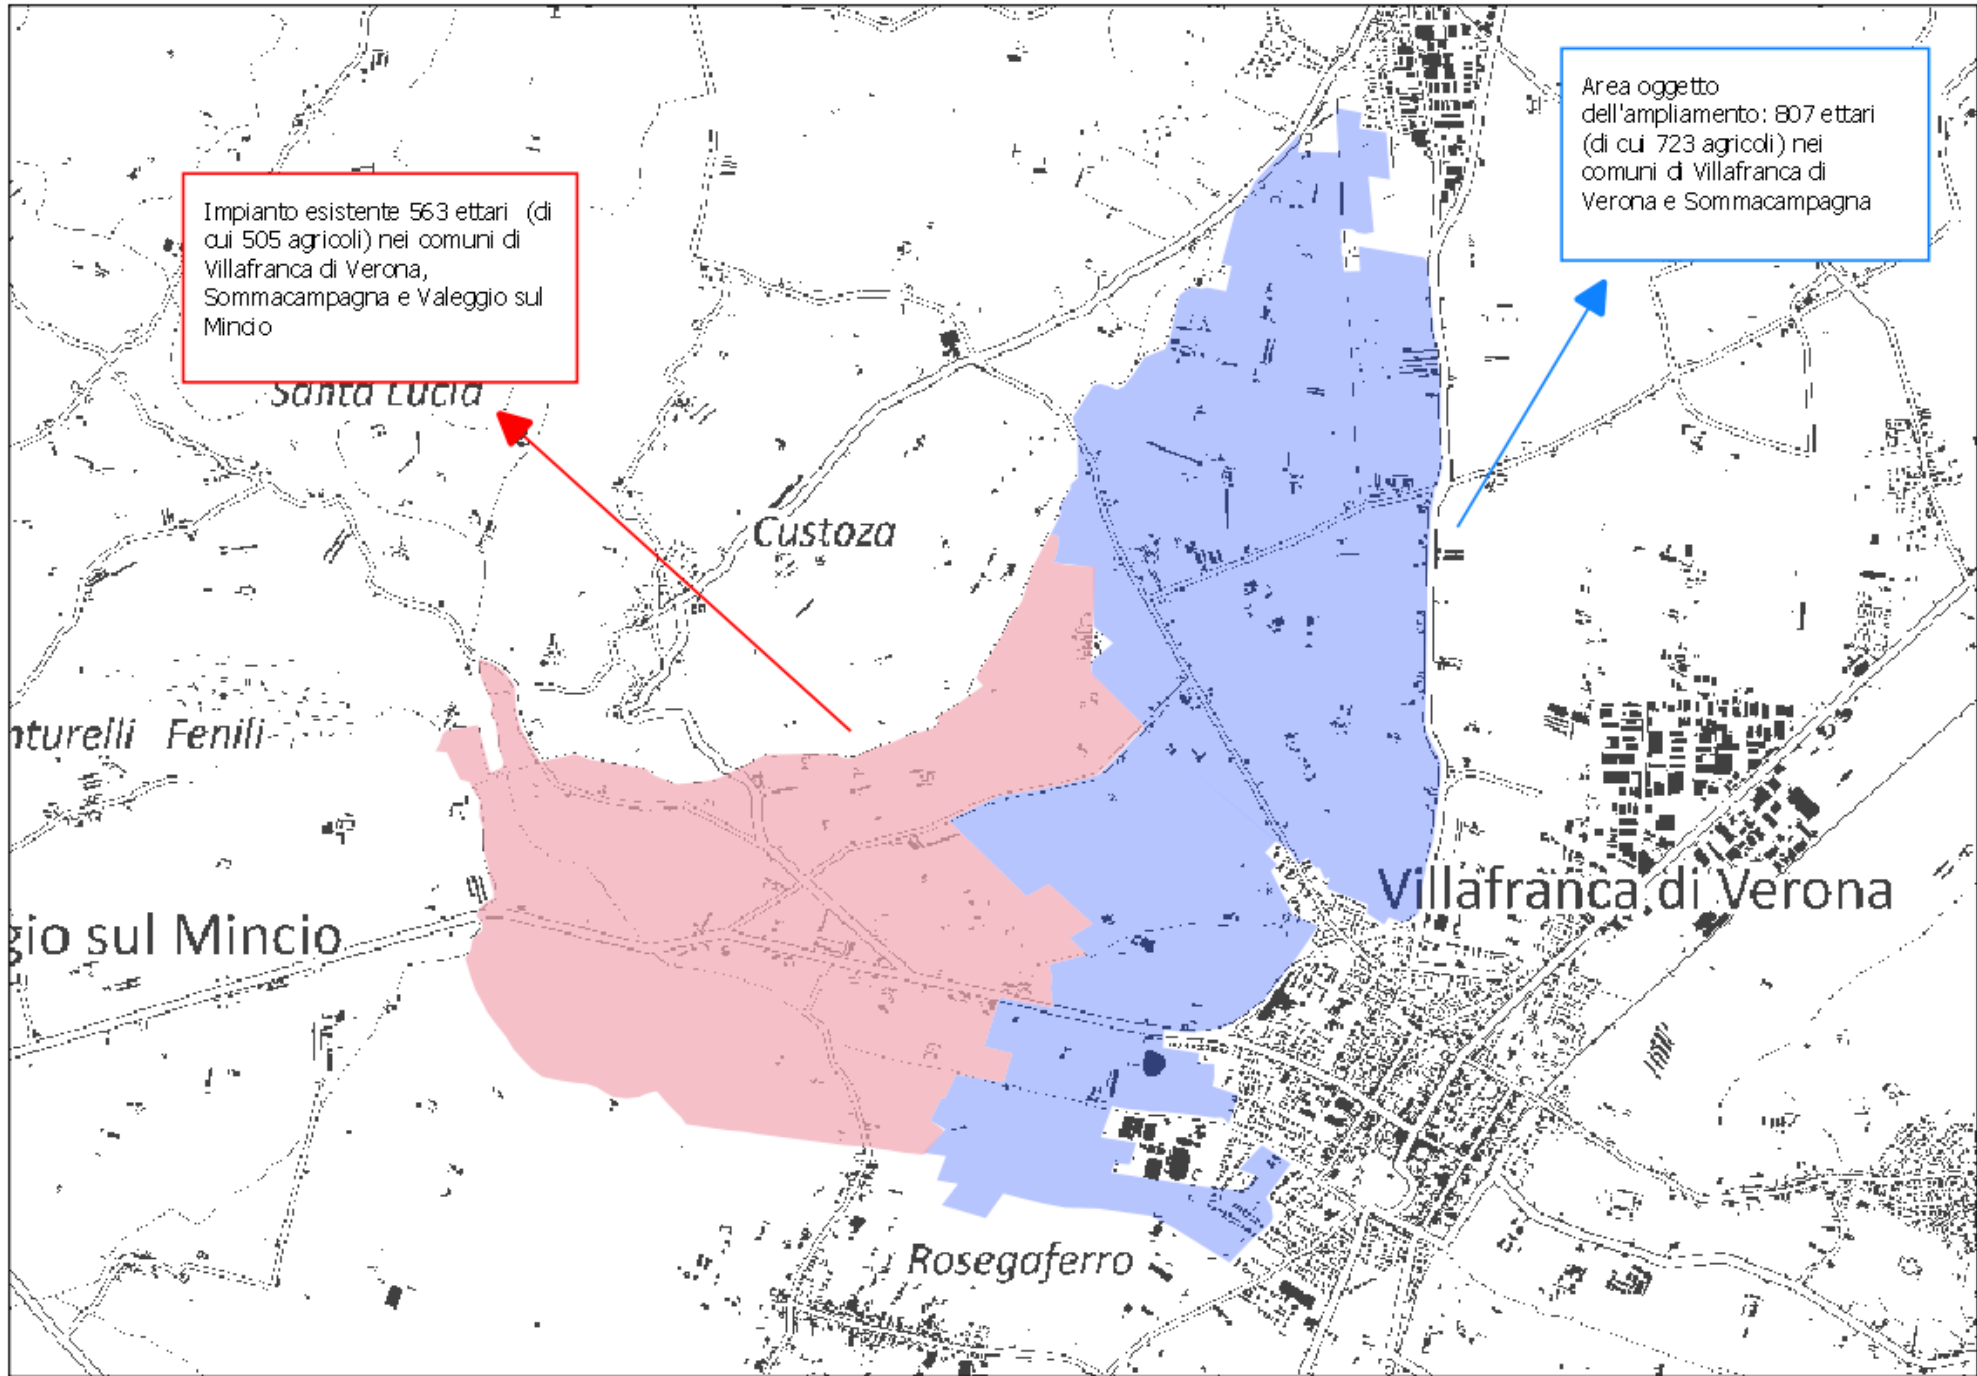 Area oggetto
dell'ampliamento: 807 ettari
(di cui 723 agricoli) nei
comuni di Villafranca di
Verona e Sommacampagna
Impianto esistente 563 ettari (di
cui 505 agricoli) nei comuni di
Villafranca di Verona,
Sommacampagna e Valeggio sul
Mincio
Santa Lucia
Custoza
nturelli Fenili
Villafranca di Verona
gio sul Mincio
Rosegaferro